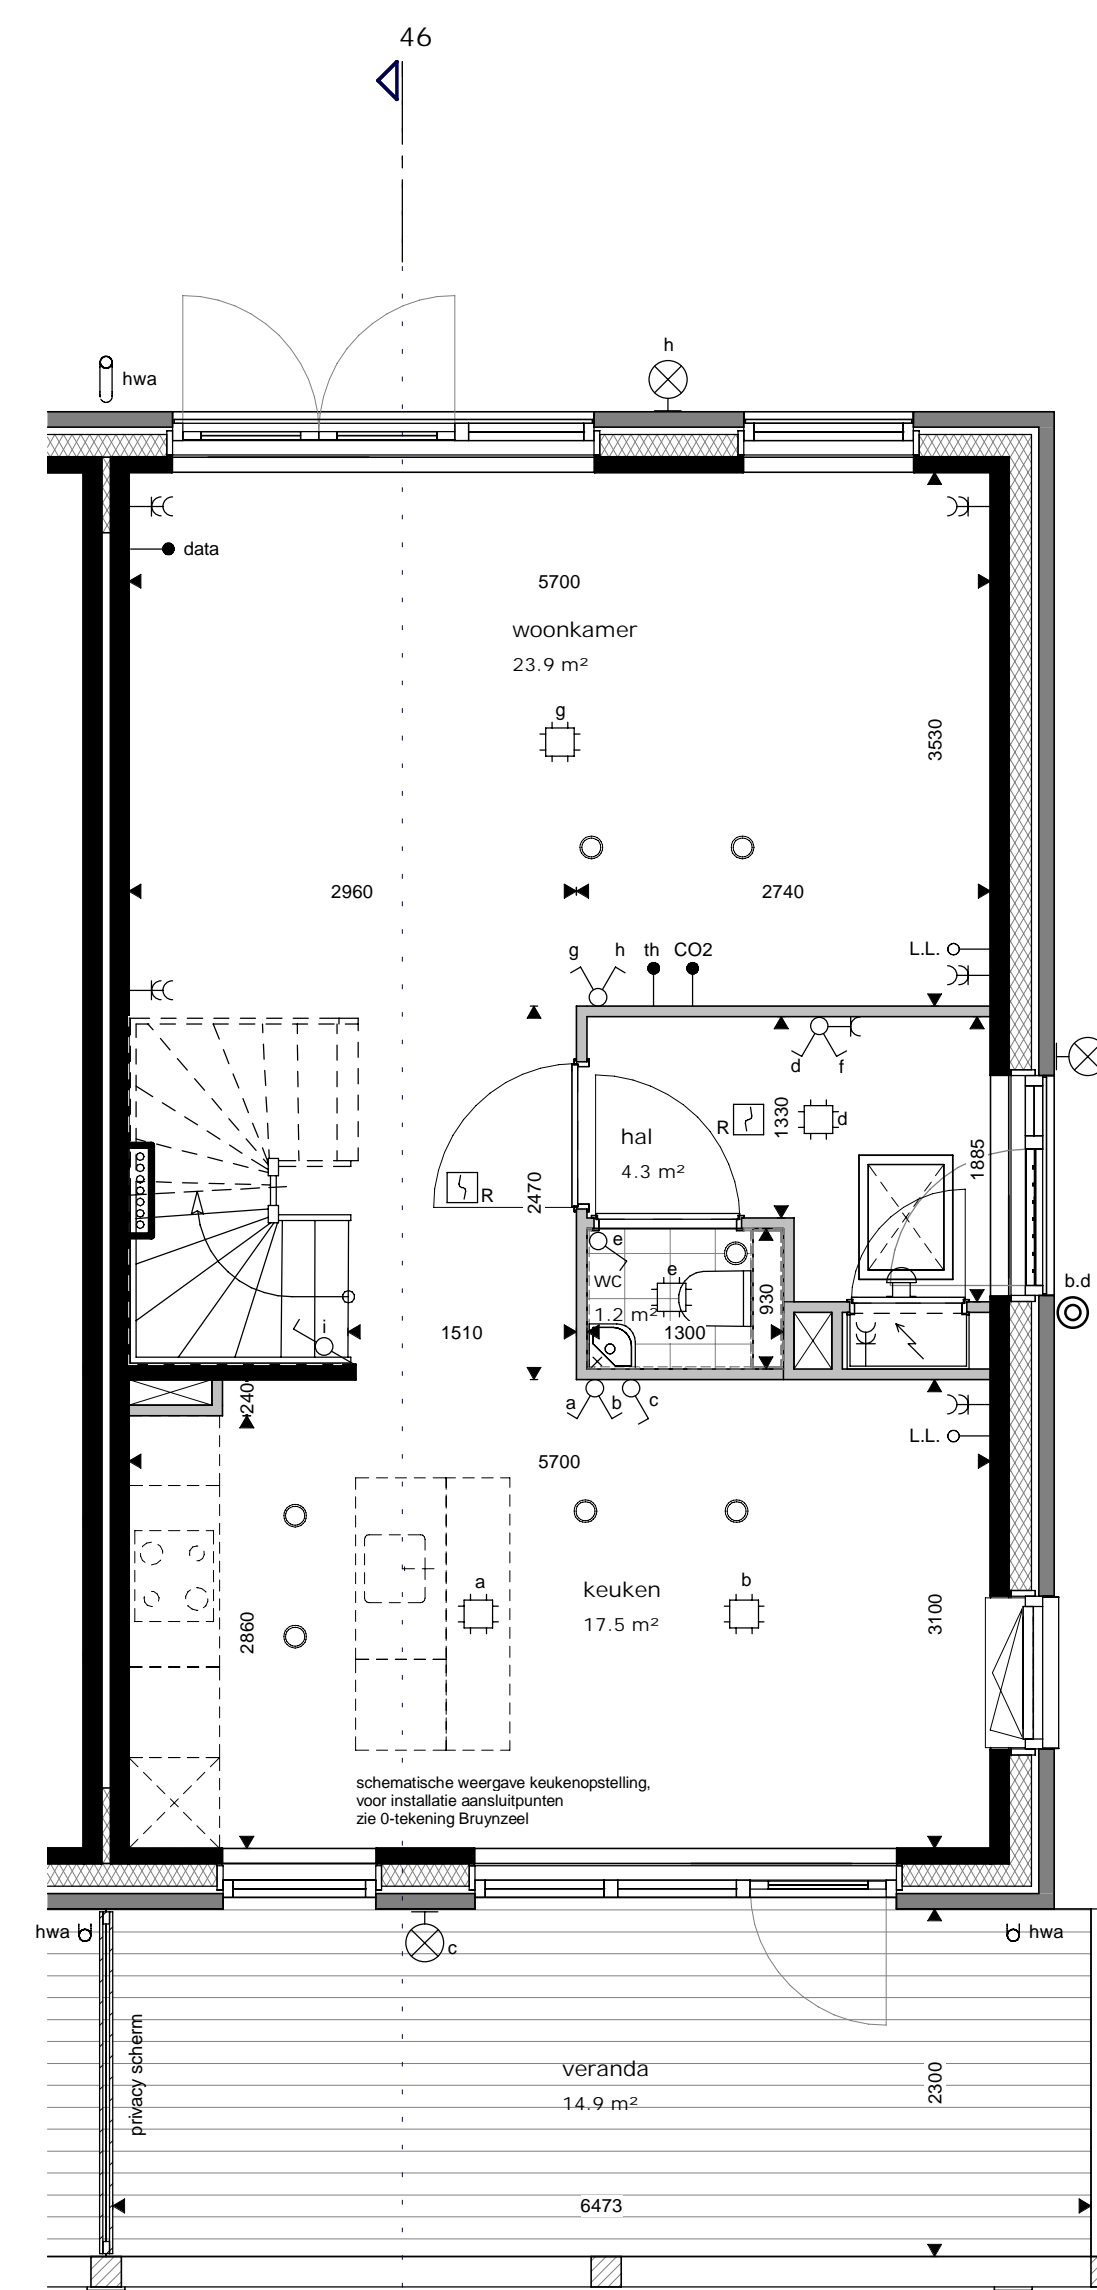 46
h
hwa
data
5700
woonkamer
23.9 m²
g
3530
2960
2740
g h th CO2
L.L.
d f
R
1330
d
hal
4.3 m²
1885
R
2470
e
wc
e
1.2 m²
930
b.d
i
1510
1300
240
a b c
L.L.
5700
a
b
keuken
17.5 m²
2860
3100
schematische weergave keukenopstelling,
voor installatie aansluitpunten
zie 0-tekening Bruynzeel
hwa
c
hwa
privacy scherm
veranda
14.9 m²
2300
6473